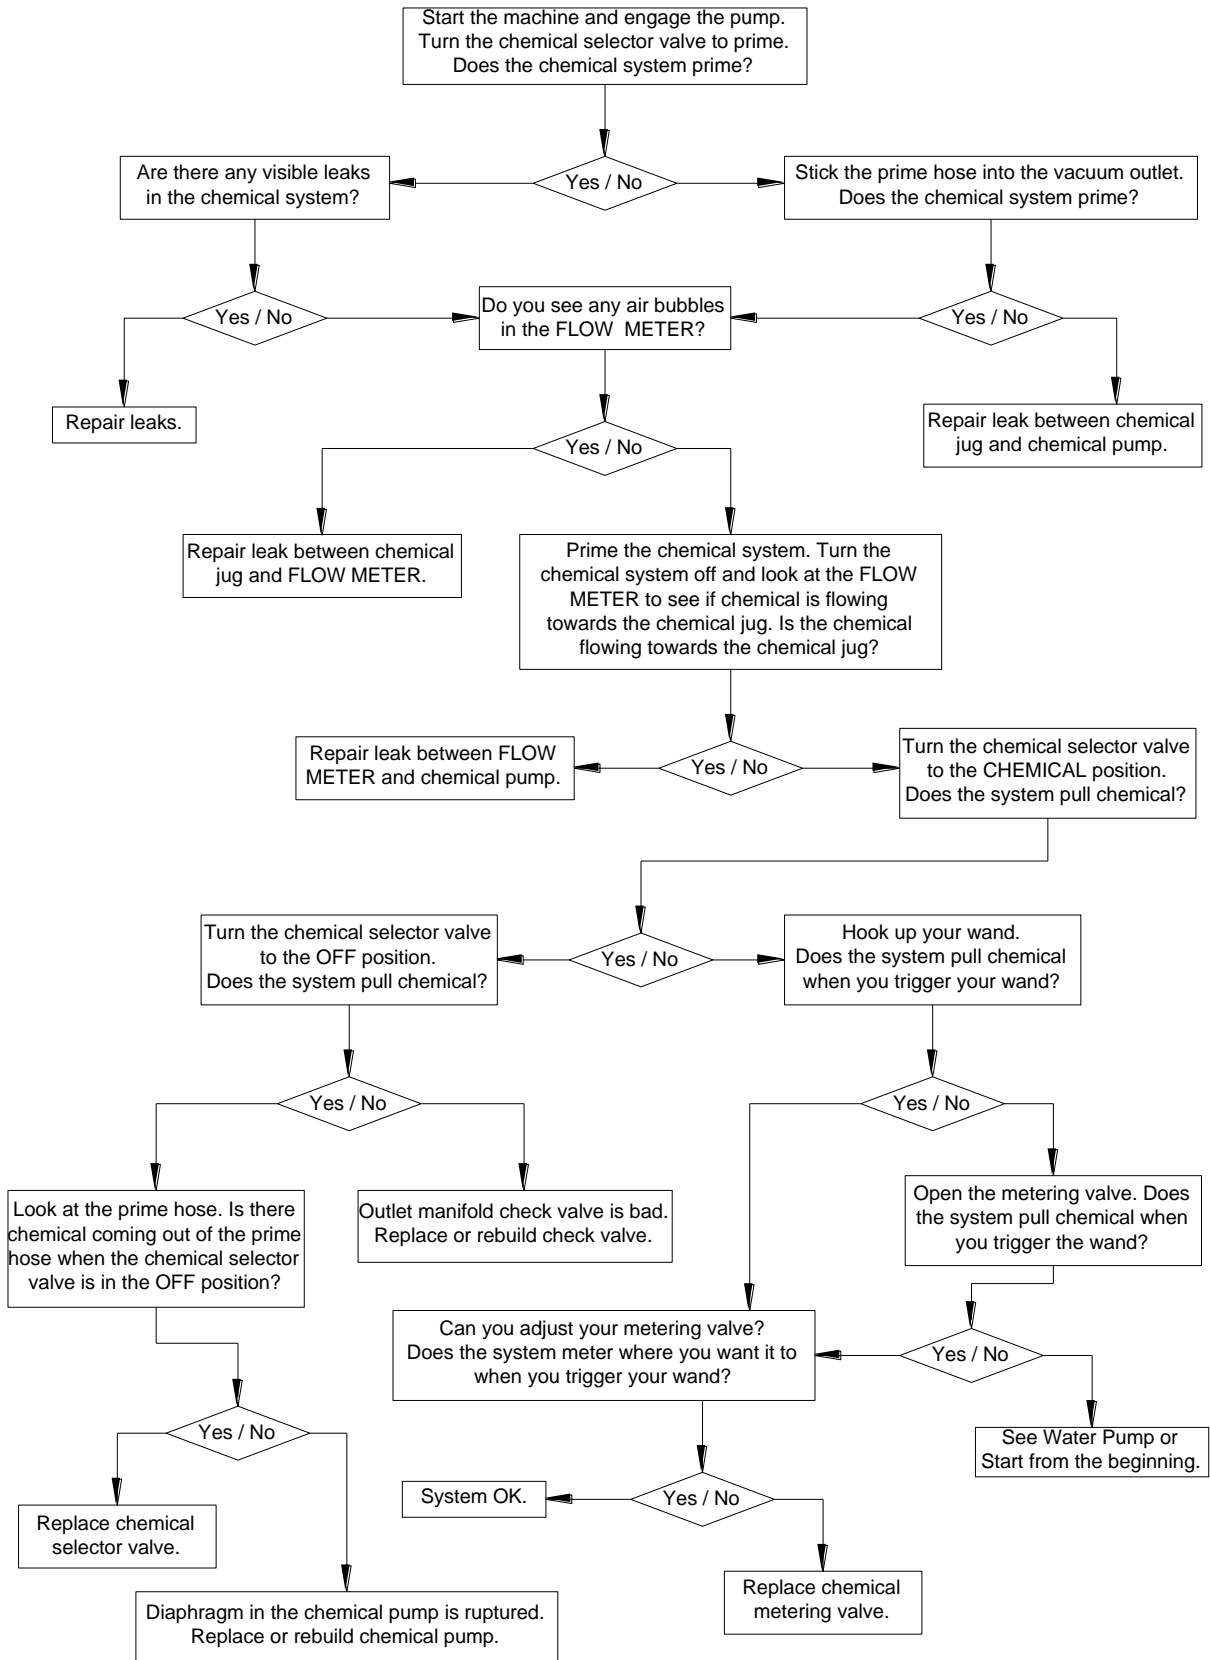 Start the machine and engage the pump.
Turn the chemical selector valve to prime.
Does the chemical system prime?
Are there any visible leaks
in the chemical system?
Yes / No
Stick the prime hose into the vacuum outlet.
Does the chemical system prime?
Yes / No
Do you see any air bubbles
in the FLOW METER?
Yes / No
Repair leaks.
Yes / No
Repair leak between chemical
jug and chemical pump.
Repair leak between chemical
jug and FLOW METER.
Prime the chemical system. Turn the
chemical system off and look at the FLOW
METER to see if chemical is flowing
towards the chemical jug. Is the chemical
flowing towards the chemical jug?
Repair leak between FLOW
METER and chemical pump.
Yes / No
Turn the chemical selector valve
to the CHEMICAL position.
Does the system pull chemical?
Turn the chemical selector valve
to the OFF position.
Does the system pull chemical?
Yes / No
Hook up your wand.
Does the system pull chemical
when you trigger your wand?
Yes / No
Yes / No
Look at the prime hose. Is there
chemical coming out of the prime
hose when the chemical selector
valve is in the OFF position?
Outlet manifold check valve is bad.
Replace or rebuild check valve.
Open the metering valve. Does
the system pull chemical when
you trigger the wand?
Can you adjust your metering valve?
Does the system meter where you want it to
when you trigger your wand?
Yes / No
Yes / No
See Water Pump or
Start from the beginning.
System OK.
Yes / No
Replace chemical
selector valve.
Replace chemical
metering valve.
Diaphragm in the chemical pump is ruptured.
Replace or rebuild chemical pump.